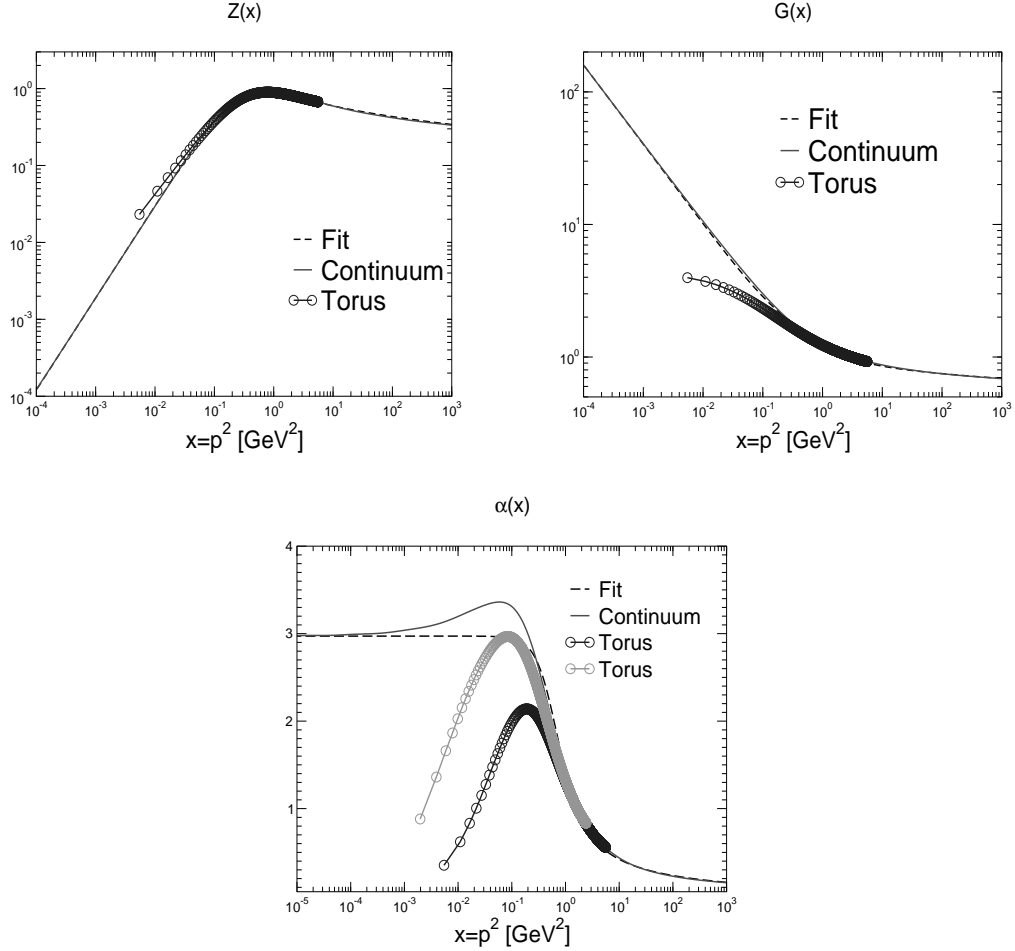 Z(x)
10^0
10^-1
10^-2
10^-3
10^-4
10^-4 10^-3 10^-2 10^-1 10^0 10^1 10^2 10^3
x=p^2 [GeV^2]
Fit
Continuum
Torus
G(x)
10^2
10^1
10^0
10^-4 10^-3 10^-2 10^-1 10^0 10^1 10^2 10^3
x=p^2 [GeV^2]
Fit
Continuum
Torus
α(x)
4
3
2
1
10^-5 10^-4 10^-3 10^-2 10^-1 10^0 10^1 10^2 10^3
x=p^2 [GeV^2]
Fit
Continuum
Torus
Torus